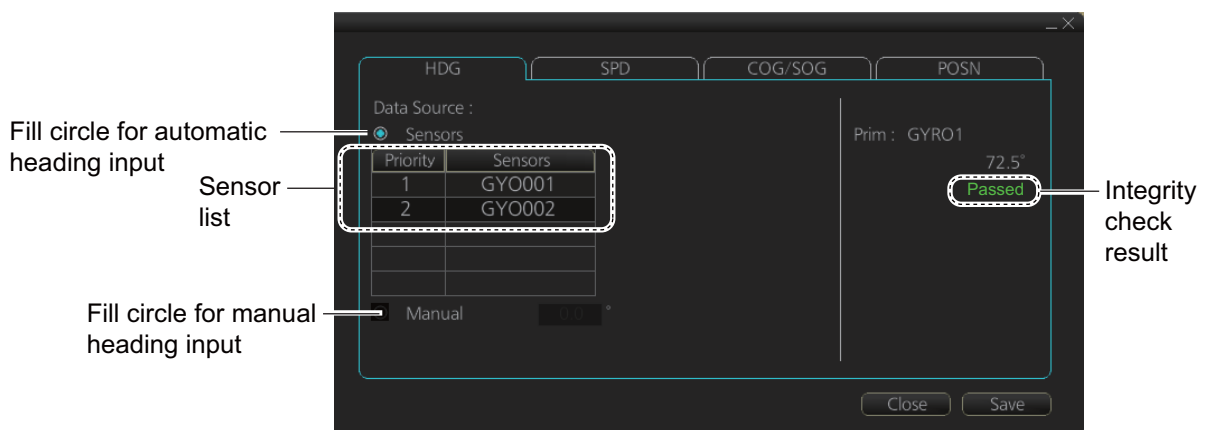 HDG SPD COG/SOG POSN
Data Source :
Fill circle for automatic
heading input
Sensors
Prim : GYRO1
72.5°
Passed
Priority Sensors
1 GYO001
2 GYO002
Sensor
list
Integrity
check
result
Fill circle for manual
heading input
Manual 0.0 °
Close Save